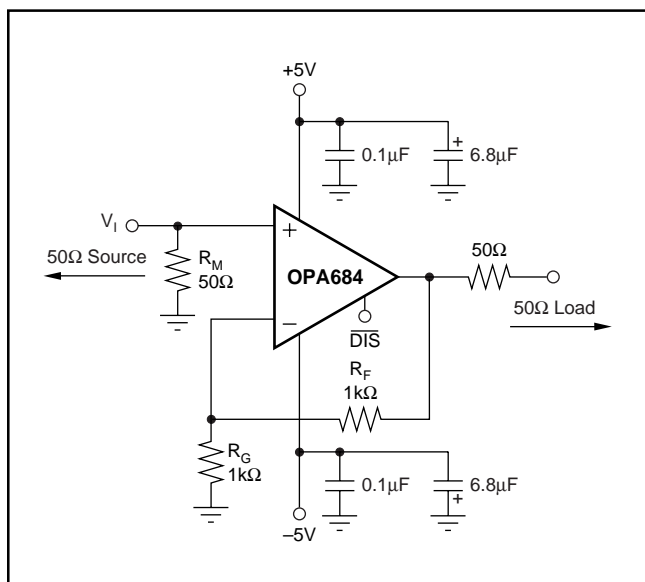 +5V
0.1µF
+
6.8µF
V_I
+
50Ω Source
R_M
50Ω
OPA684
50Ω
−
DIS
50Ω Load
R_F
1kΩ
R_G
1kΩ
0.1µF
6.8µF
+
–5V